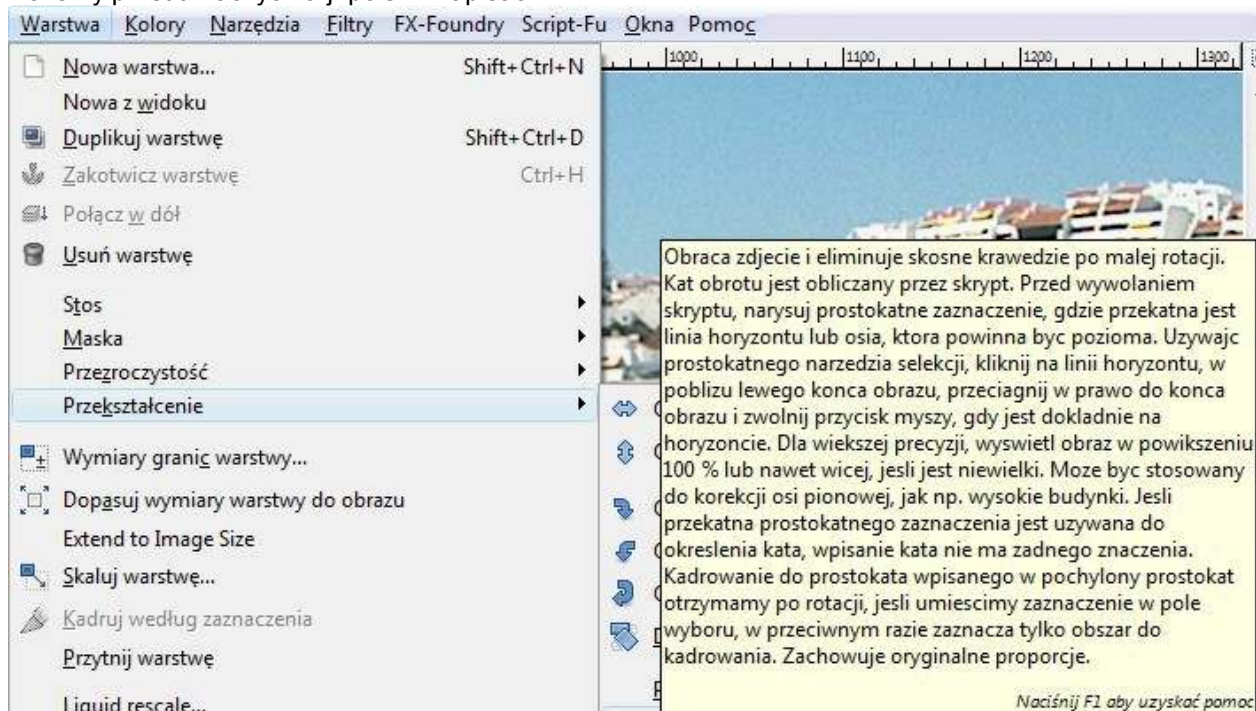 Warstwa Kolory Narzędzia Filtry FX-Foundry Script-Fu Okna Pomoc
Nowa warstwa... Shift+Ctrl+N
Nowa z widoku
Duplikuj warstwę Shift+Ctrl+D
Zakotwicz warstwę Ctrl+H
Połącz w dół
Usuń warstwę
Stos
Maska
Przezroczystość
Przekształcenie
Wymiary granic warstwy...
Dopasuj wymiary warstwy do obrazu
Extend to Image Size
Skaluj warstwę...
Kadruj według zaznaczenia
Przytnij warstwę
Liquid rescale...
1000 1100 1200 1300
Obraca zdjecie i eliminuje skosne krawedzie po malej rotacji.
Kat obrotu jest obliczany przez skrypt. Przed wywolaniem
skryptu, narysuj prostokatne zaznaczenie, gdzie przekatna jest
linia horyzontu lub osia, ktora powinna byc pozioma. Uzywajc
prostokatnego narzedzia selekcji, kliknij na linii horyzontu, w
poblizu lewego konca obrazu, przeciagnij w prawo do konca
obrazu i zwolnij przycisk myszy, gdy jest dokladnie na
horyzoncie. Dla wiekszej precyzji, wyswietl obraz w powikszeniu
100 % lub nawet wicej, jesli jest niewielki. Moze byc stosowany
do korekcji osi pionowej, jak np. wysokie budynki. Jesli
przekatna prostokatnego zaznaczenia jest uzywana do
okreslenia kata, wpisanie kata nie ma zadnego znaczenia.
Kadrowanie do prostokata wpisanego w pochylony prostokat
otrzymamy po rotacji, jesli umiescimy zaznaczenie w pole
wyboru, w przeciwnym razie zaznacza tylko obszar do
kadrowania. Zachowuje oryginalne proporcje.
Naciśnij F1 aby uzyskać pomoc